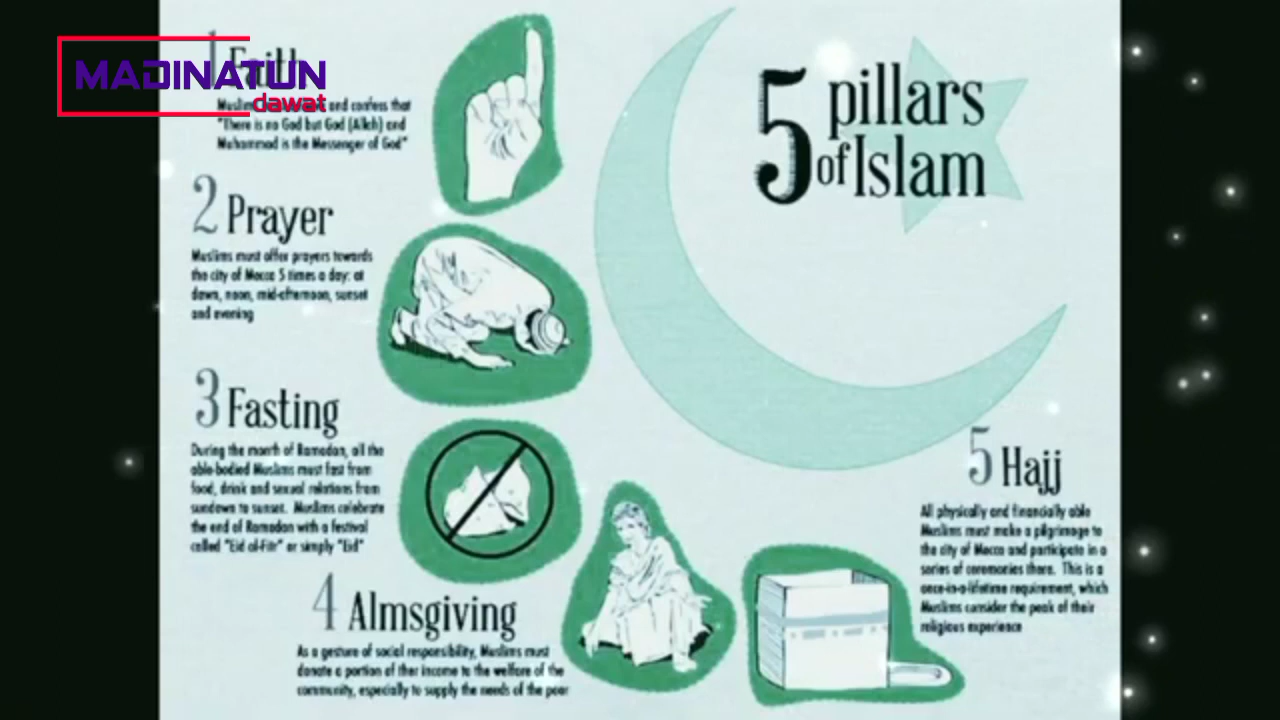 MADINATUN
dawat
5 pillars
of Islam
1 Faith
and confess that
"There is no God but God (Allah) and
Muhammad is the Messenger of God"
2 Prayer
Muslims must offer prayers towards
the city of Mecca 5 times a day: at
dawn, noon, mid-afternoon, sunset
and evening
3 Fasting
During the month of Ramadan, all the
able-bodied Muslims must fast from
food, drink and sexual relations from
sundown to sunset. Muslims celebrate
the end of Ramadan with a festival
called "Eid al-Fitr" or simply "Eid"
4 Almsgiving
As a gesture of social responsibility, Muslims must
donate a portion of ther income to the welfare of the
community, especially to supply the needs of the poor
5 Hajj
All physically and financially able
Muslims must make a pilgrimage to
the city of Mecca and participate in a
series of ceremonies there. This is a
once-in-a-lifetime requirement, which
Muslims consider the peak of their
religious experience